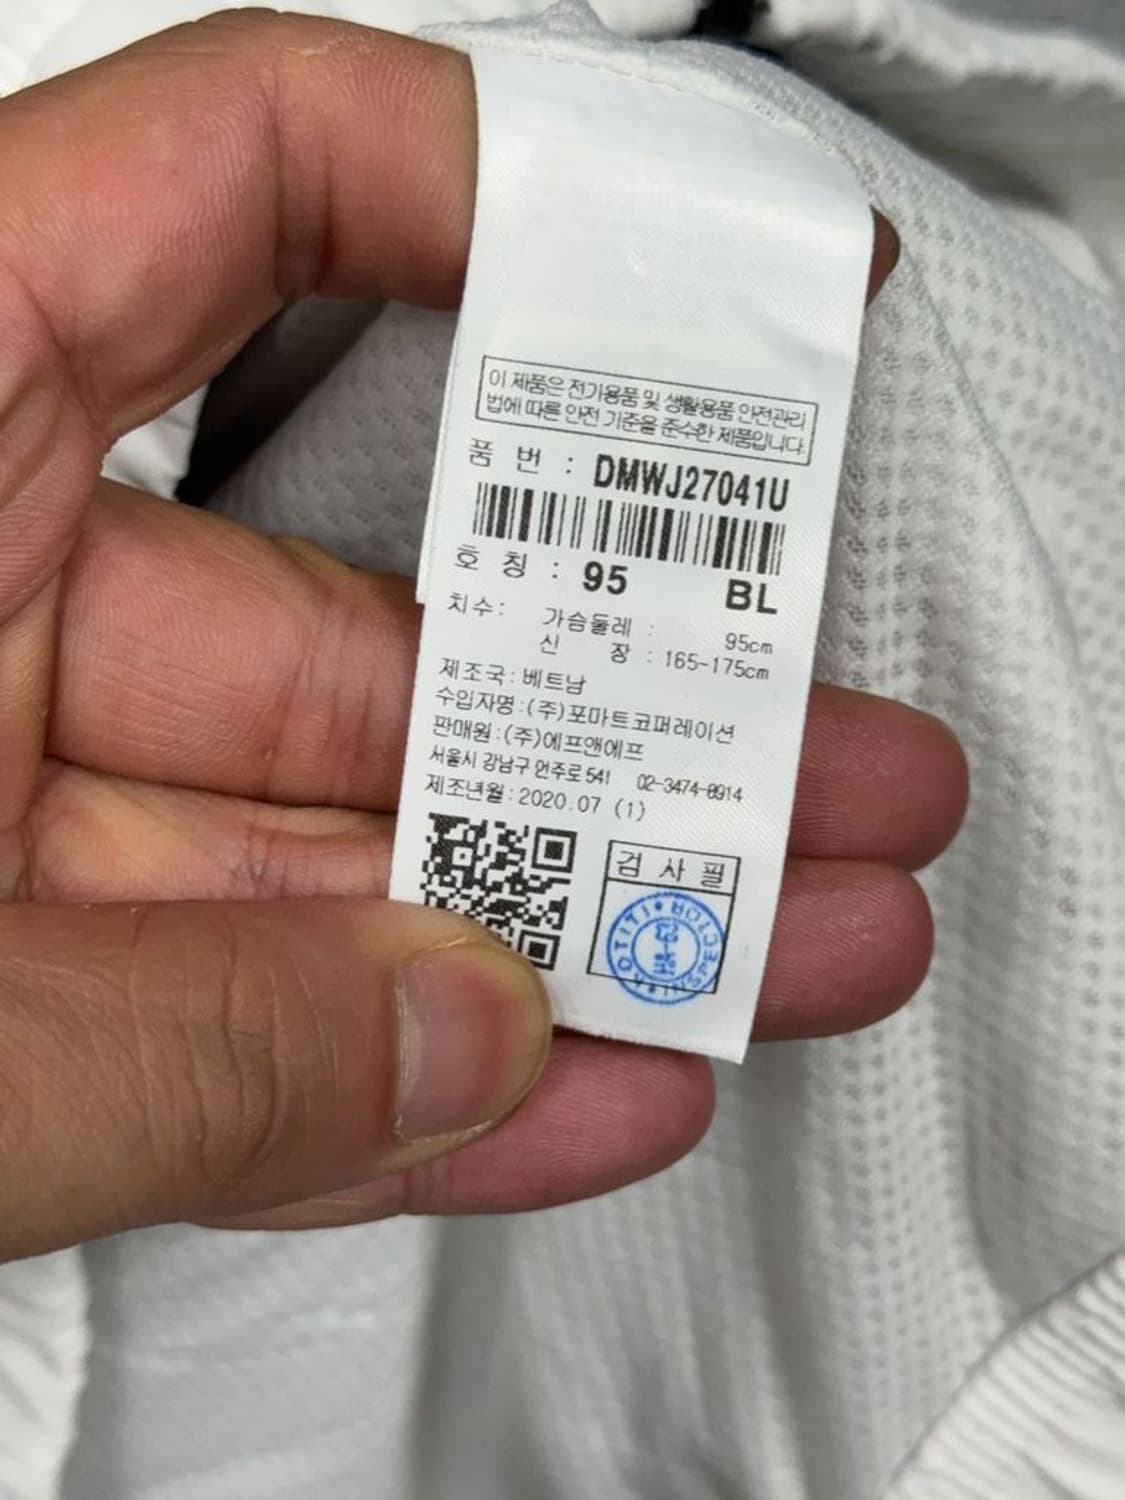 이 제품은 전기용품 및 생활용품 안전관리
법에 따른 안전 기준을 준수한 제품입니다.
품 번 : DMWJ27041U
호 칭 : 95 BL
치수: 가슴둘레 : 95cm
신 장 : 165-175cm
제조국:베트남
수입자명:(주)포마트코퍼레이션
판매원:(주)에프앤에프
서울시 강남구 언주로 541 02-3474-8914
제조년월:2020.07 (1)
검 사 필